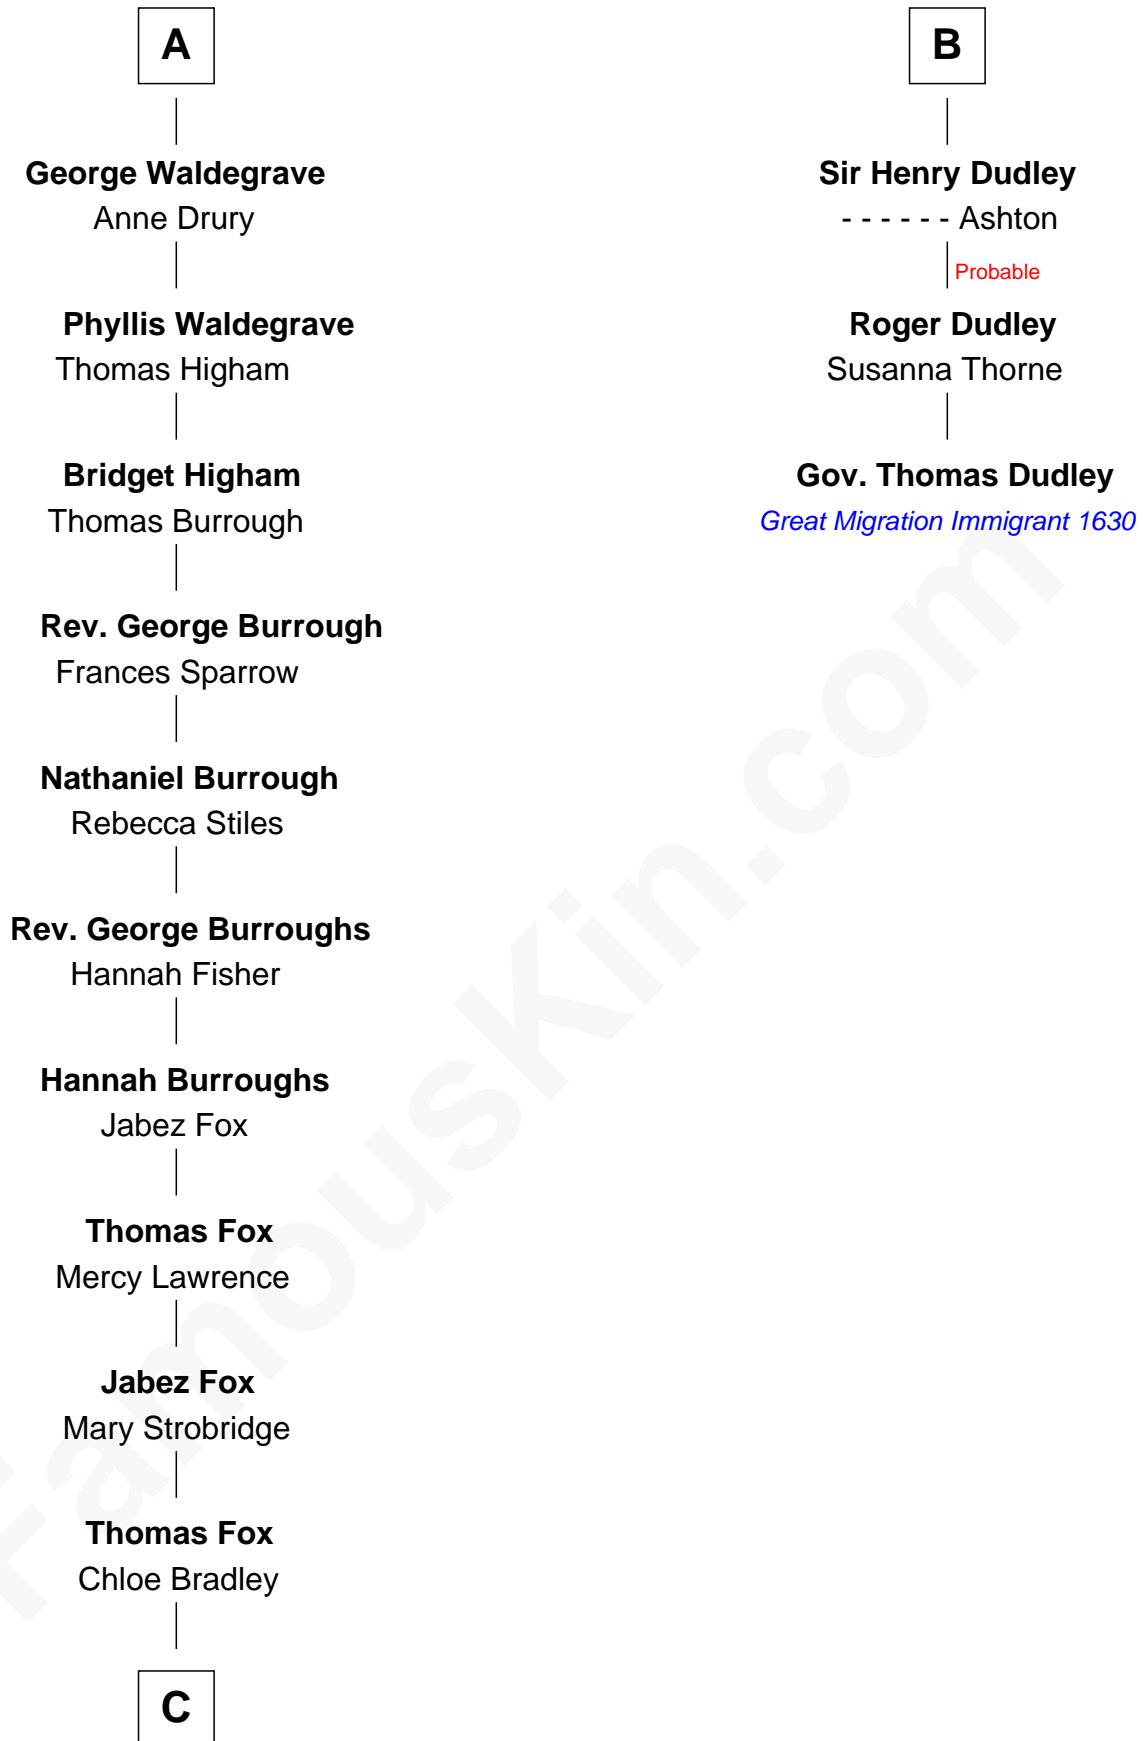 A
George Waldegrave
Anne Drury
Phyllis Waldegrave
Thomas Higham
Bridget Higham
Thomas Burrough
Rev. George Burrough
Frances Sparrow
Nathaniel Burrough
Rebecca Stiles
Rev. George Burroughs
Hannah Fisher
Hannah Burroughs
Jabez Fox
Thomas Fox
Mercy Lawrence
Jabez Fox
Mary Strobridge
Thomas Fox
Chloe Bradley
C
B
Sir Henry Dudley
- - - - - - Ashton
Probable
Roger Dudley
Susanna Thorne
Gov. Thomas Dudley
Great Migration Immigrant 1630
FamousKin.com